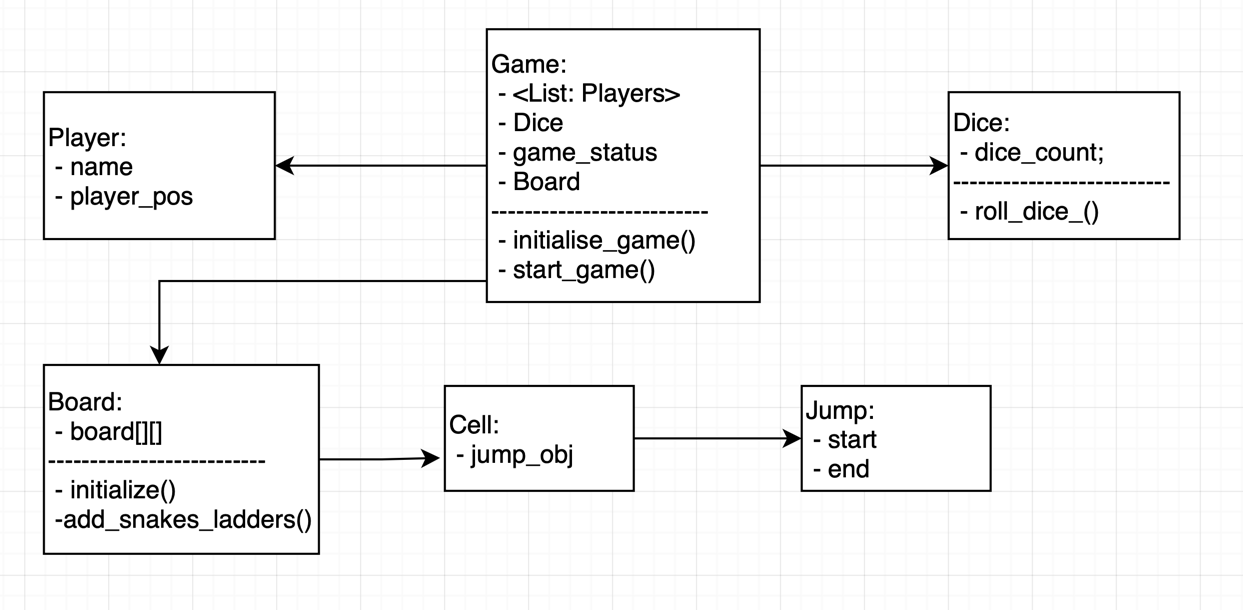 Game:
- <List: Players>
- Dice
- game_status
- Board
---------------------------
- initialise_game()
- start_game()
Player:
- name
- player_pos
Dice:
- dice_count;
---------------------------
- roll_dice_()
Board:
- board[][]
---------------------------
- initialize()
-add_snakes_ladders()
Cell:
- jump_obj
Jump:
- start
- end